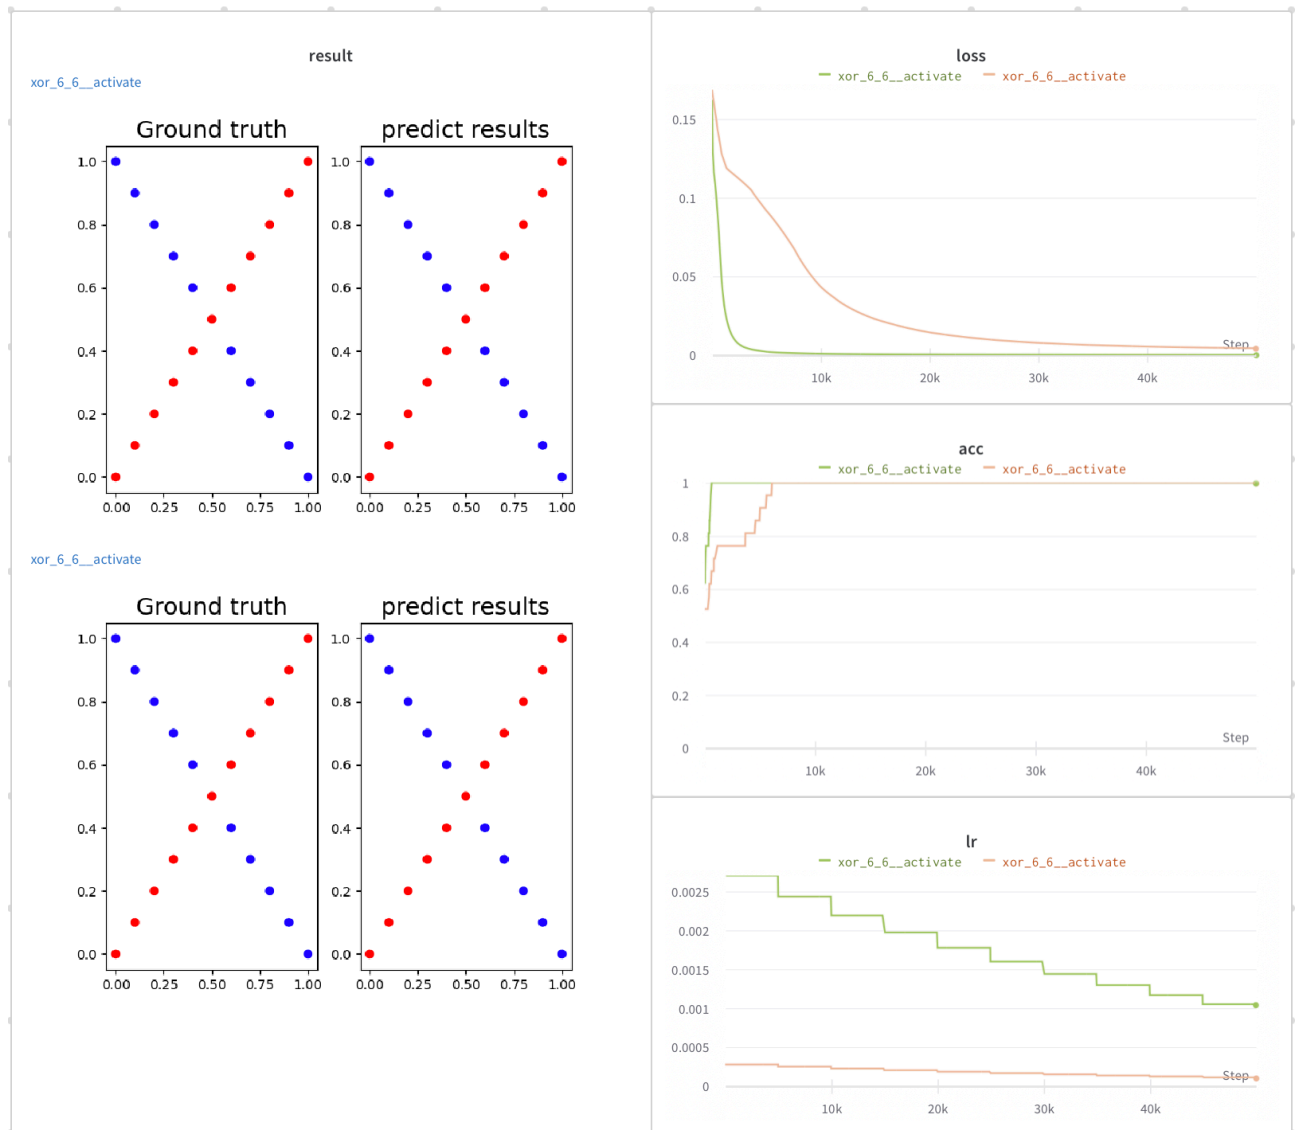 result
xor_6_6__activate
Ground truth
predict results
1.0
0.8
0.6
0.4
0.2
0.0
0.00 0.25 0.50 0.75 1.00
1.0
0.8
0.6
0.4
0.2
0.0
0.00 0.25 0.50 0.75 1.00
xor_6_6__activate
Ground truth
predict results
1.0
0.8
0.6
0.4
0.2
0.0
0.00 0.25 0.50 0.75 1.00
1.0
0.8
0.6
0.4
0.2
0.0
0.00 0.25 0.50 0.75 1.00
loss
xor_6_6__activate xor_6_6__activate
0.15
0.1
0.05
0
Step
10k 20k 30k 40k
acc
xor_6_6__activate xor_6_6__activate
1
0.8
0.6
0.4
0.2
0
Step
10k 20k 30k 40k
lr
xor_6_6__activate xor_6_6__activate
0.0025
0.002
0.0015
0.001
0.0005
0
Step
10k 20k 30k 40k